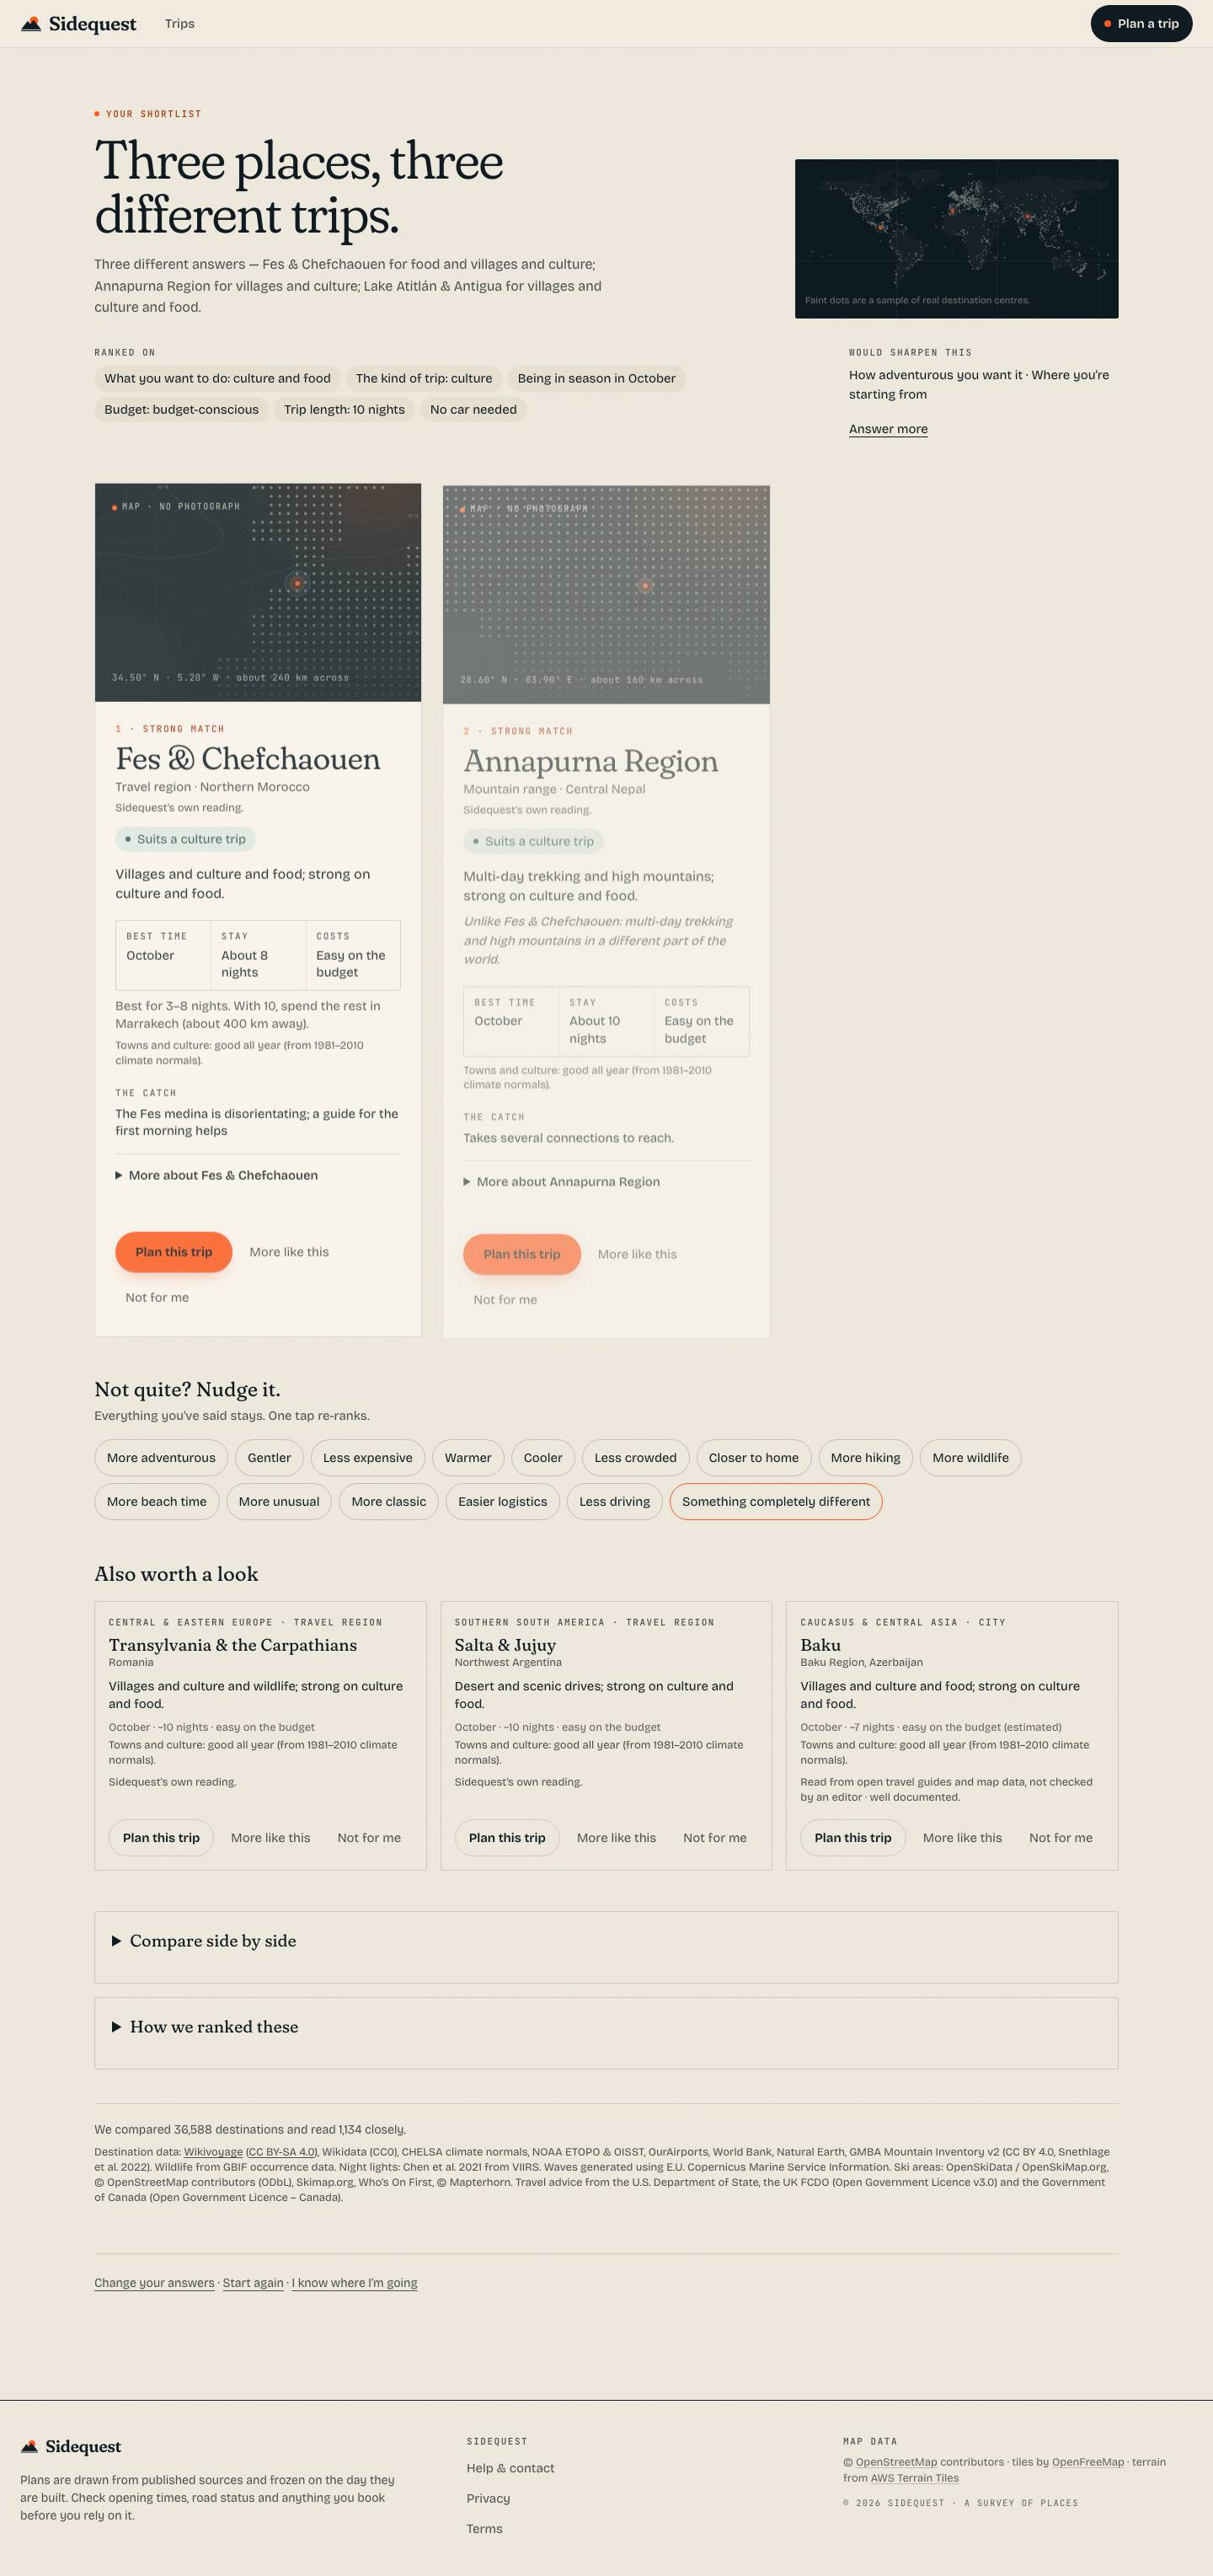 Sidequest
Trips
Plan a trip
YOUR SHORTLIST
Three places, three
different trips.
Three different answers — Fes & Chefchaouen for food and villages and culture;
Annapurna Region for villages and culture; Lake Atitlán & Antigua for villages and
culture and food.
Faint dots are a sample of real destination centres.
RANKED ON
What you want to do: culture and food
The kind of trip: culture
Being in season in October
Budget: budget-conscious
Trip length: 10 nights
No car needed
WOULD SHARPEN THIS
How adventurous you want it · Where you're
starting from
Answer more
MAP · NO PHOTOGRAPH
34.50° N · 5.20° W · about 240 km across
1 · STRONG MATCH
Fes & Chefchaouen
Travel region · Northern Morocco
Sidequest's own reading.
Suits a culture trip
Villages and culture and food; strong on
culture and food.
BEST TIME
October
STAY
About 8
nights
COSTS
Easy on the
budget
Best for 3–8 nights. With 10, spend the rest in
Marrakech (about 400 km away).
Towns and culture: good all year (from 1981–2010
climate normals).
THE CATCH
The Fes medina is disorientating; a guide for the
first morning helps
More about Fes & Chefchaouen
Plan this trip
More like this
Not for me
MAP · NO PHOTOGRAPH
28.60° N · 83.90° E · about 160 km across
2 · STRONG MATCH
Annapurna Region
Mountain range · Central Nepal
Sidequest's own reading.
Suits a culture trip
Multi-day trekking and high mountains;
strong on culture and food.
Unlike Fes & Chefchaouen: multi-day trekking
and high mountains in a different part of the
world.
BEST TIME
October
STAY
About 10
nights
COSTS
Easy on the
budget
Towns and culture: good all year (from 1981–2010
climate normals).
THE CATCH
Takes several connections to reach.
More about Annapurna Region
Plan this trip
More like this
Not for me
Not quite? Nudge it.
Everything you've said stays. One tap re-ranks.
More adventurous
Gentler
Less expensive
Warmer
Cooler
Less crowded
Closer to home
More hiking
More wildlife
More beach time
More unusual
More classic
Easier logistics
Less driving
Something completely different
Also worth a look
CENTRAL & EASTERN EUROPE · TRAVEL REGION
Transylvania & the Carpathians
Romania
Villages and culture and wildlife; strong on culture
and food.
October · ~10 nights · easy on the budget
Towns and culture: good all year (from 1981–2010 climate
normals).
Sidequest's own reading.
Plan this trip
More like this
Not for me
SOUTHERN SOUTH AMERICA · TRAVEL REGION
Salta & Jujuy
Northwest Argentina
Desert and scenic drives; strong on culture and
food.
October · ~10 nights · easy on the budget
Towns and culture: good all year (from 1981–2010 climate
normals).
Sidequest's own reading.
Plan this trip
More like this
Not for me
CAUCASUS & CENTRAL ASIA · CITY
Baku
Baku Region, Azerbaijan
Villages and culture and food; strong on culture
and food.
October · ~7 nights · easy on the budget (estimated)
Towns and culture: good all year (from 1981–2010 climate
normals).
Read from open travel guides and map data, not checked
by an editor · well documented.
Plan this trip
More like this
Not for me
Compare side by side
How we ranked these
We compared 36,588 destinations and read 1,134 closely.
Destination data: Wikivoyage (CC BY-SA 4.0), Wikidata (CC0), CHELSA climate normals, NOAA ETOPO & OISST, OurAirports, World Bank, Natural Earth, GMBA Mountain Inventory v2 (CC BY 4.0, Snethlage
et al. 2022). Wildlife from GBIF occurrence data. Night lights: Chen et al. 2021 from VIIRS. Waves generated using E.U. Copernicus Marine Service Information. Ski areas: OpenSkiData / OpenSkiMap.org,
© OpenStreetMap contributors (ODbL), Skimap.org, Who's On First, © Mapterhorn. Travel advice from the U.S. Department of State, the UK FCDO (Open Government Licence v3.0) and the Government
of Canada (Open Government Licence – Canada).
Change your answers · Start again · I know where I'm going
Sidequest
Plans are drawn from published sources and frozen on the day they
are built. Check opening times, road status and anything you book
before you rely on it.
SIDEQUEST
Help & contact
Privacy
Terms
MAP DATA
© OpenStreetMap contributors · tiles by OpenFreeMap · terrain
from AWS Terrain Tiles
© 2026 SIDEQUEST · A SURVEY OF PLACES